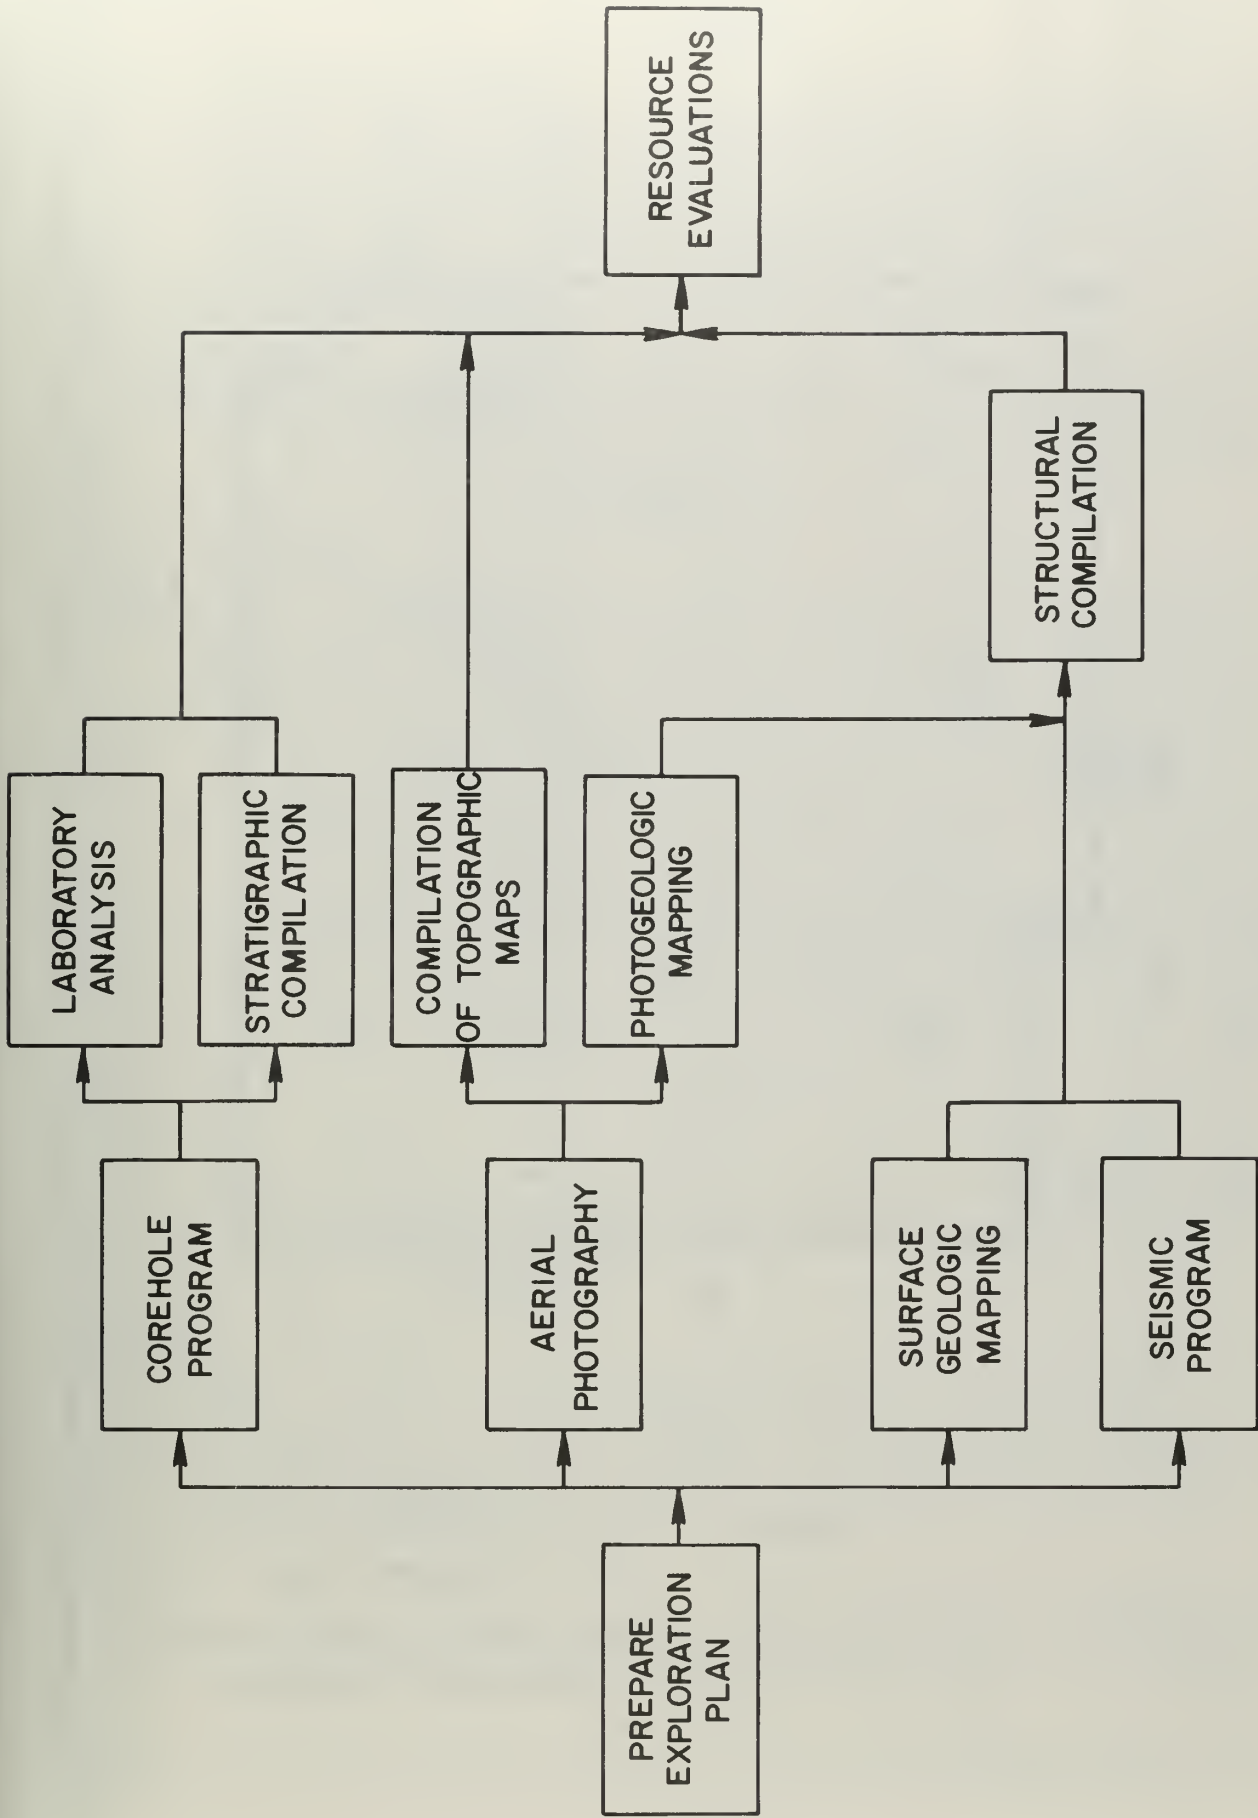 PREPARE
EXPLORATION
PLAN
COREHOLE
PROGRAM
AERIAL
PHOTOGRAPHY
SURFACE
GEOLOGIC
MAPPING
SEISMIC
PROGRAM
LABORATORY
ANALYSIS
STRATIGRAPHIC
COMPILATION
COMPILATION
OF TOPOGRAPHIC
MAPS
PHOTOGEOLOGIC
MAPPING
STRUCTURAL
COMPILATION
RESOURCE
EVALUATIONS